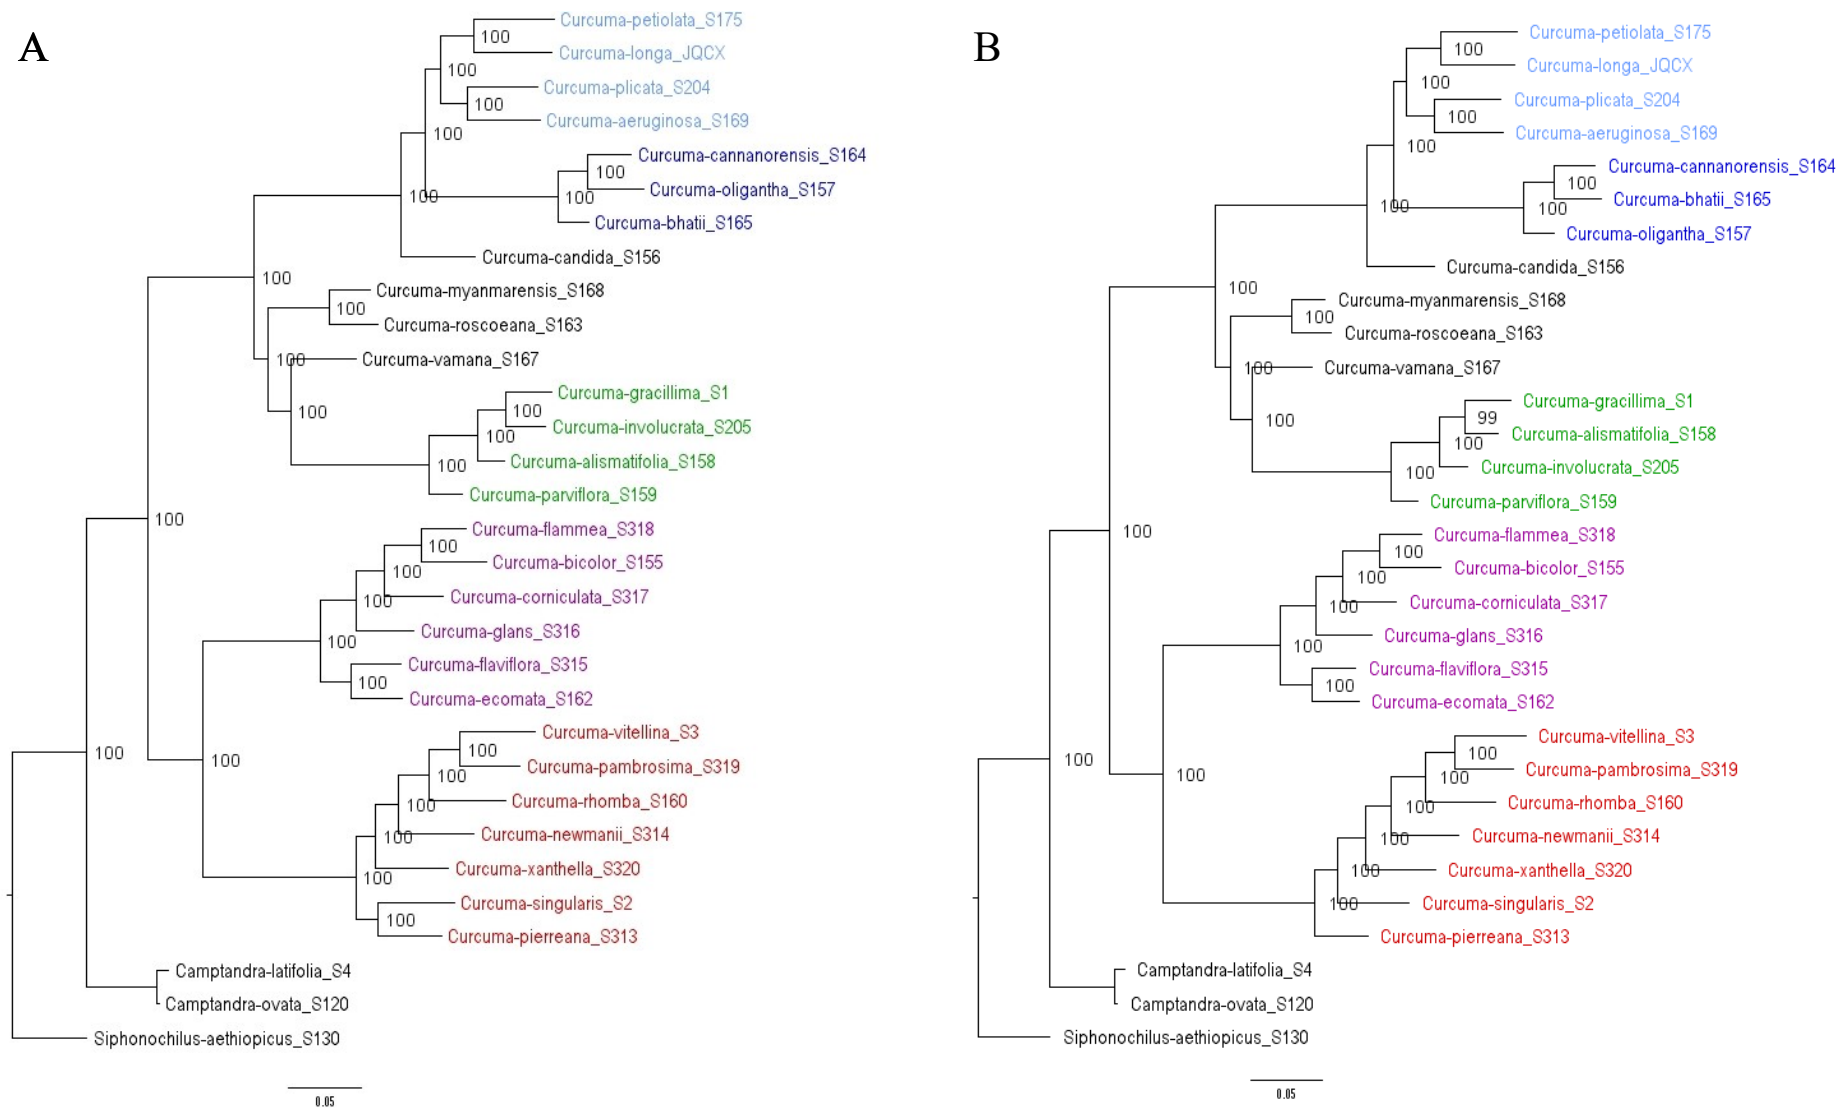 A
Curcuma-petiolata_S175
100
Curcuma-longa_JQCX
100
Curcuma-plicata_S204
100
Curcuma-aeruginosa_S169
100
Curcuma-cannanorensis_S164
100
Curcuma-oligantha_S157
100
100
Curcuma-bhatii_S165
Curcuma-candida_S156
100
Curcuma-myanmarensis_S168
100
Curcuma-roscoeana_S163
100
Curcuma-vamana_S167
Curcuma-gracillima_S1
100
100
Curcuma-involucrata_S205
100
Curcuma-alismatifolia_S158
100
Curcuma-parviflora_S159
100
Curcuma-flammea_S318
100
Curcuma-bicolor_S155
100
Curcuma-corniculata_S317
100
Curcuma-glans_S316
100
Curcuma-flaviflora_S315
100
Curcuma-ecomata_S162
Curcuma-vitellina_S3
100
100
100
Curcuma-pambrosima_S319
100
Curcuma-rhomba_S160
100
Curcuma-newmanii_S314
100
Curcuma-xanthella_S320
100
Curcuma-singularis_S2
100
Curcuma-pierreana_S313
Camptandra-latifolia_S4
Camptandra-ovata_S120
Siphonochilus-aethiopicus_S130
0.05
B
Curcuma-petiolata_S175
100
Curcuma-longa_JQCX
100
Curcuma-plicata_S204
100
Curcuma-aeruginosa_S169
100
Curcuma-cannanorensis_S164
100
Curcuma-bhatii_S165
100
100
Curcuma-oligantha_S157
Curcuma-candida_S156
100
Curcuma-myanmarensis_S168
100
Curcuma-roscoeana_S163
100
Curcuma-vamana_S167
Curcuma-gracillima_S1
99
100
Curcuma-alismatifolia_S158
100
Curcuma-involucrata_S205
100
Curcuma-parviflora_S159
100
Curcuma-flammea_S318
100
Curcuma-bicolor_S155
100
Curcuma-corniculata_S317
100
Curcuma-glans_S316
100
Curcuma-flaviflora_S315
100
Curcuma-ecomata_S162
Curcuma-vitellina_S3
100
100
Curcuma-pambrosima_S319
100
100
Curcuma-rhomba_S160
100
Curcuma-newmanii_S314
100
Curcuma-xanthella_S320
100
Curcuma-singularis_S2
100
Curcuma-pierreana_S313
Camptandra-latifolia_S4
Camptandra-ovata_S120
Siphonochilus-aethiopicus_S130
0.05